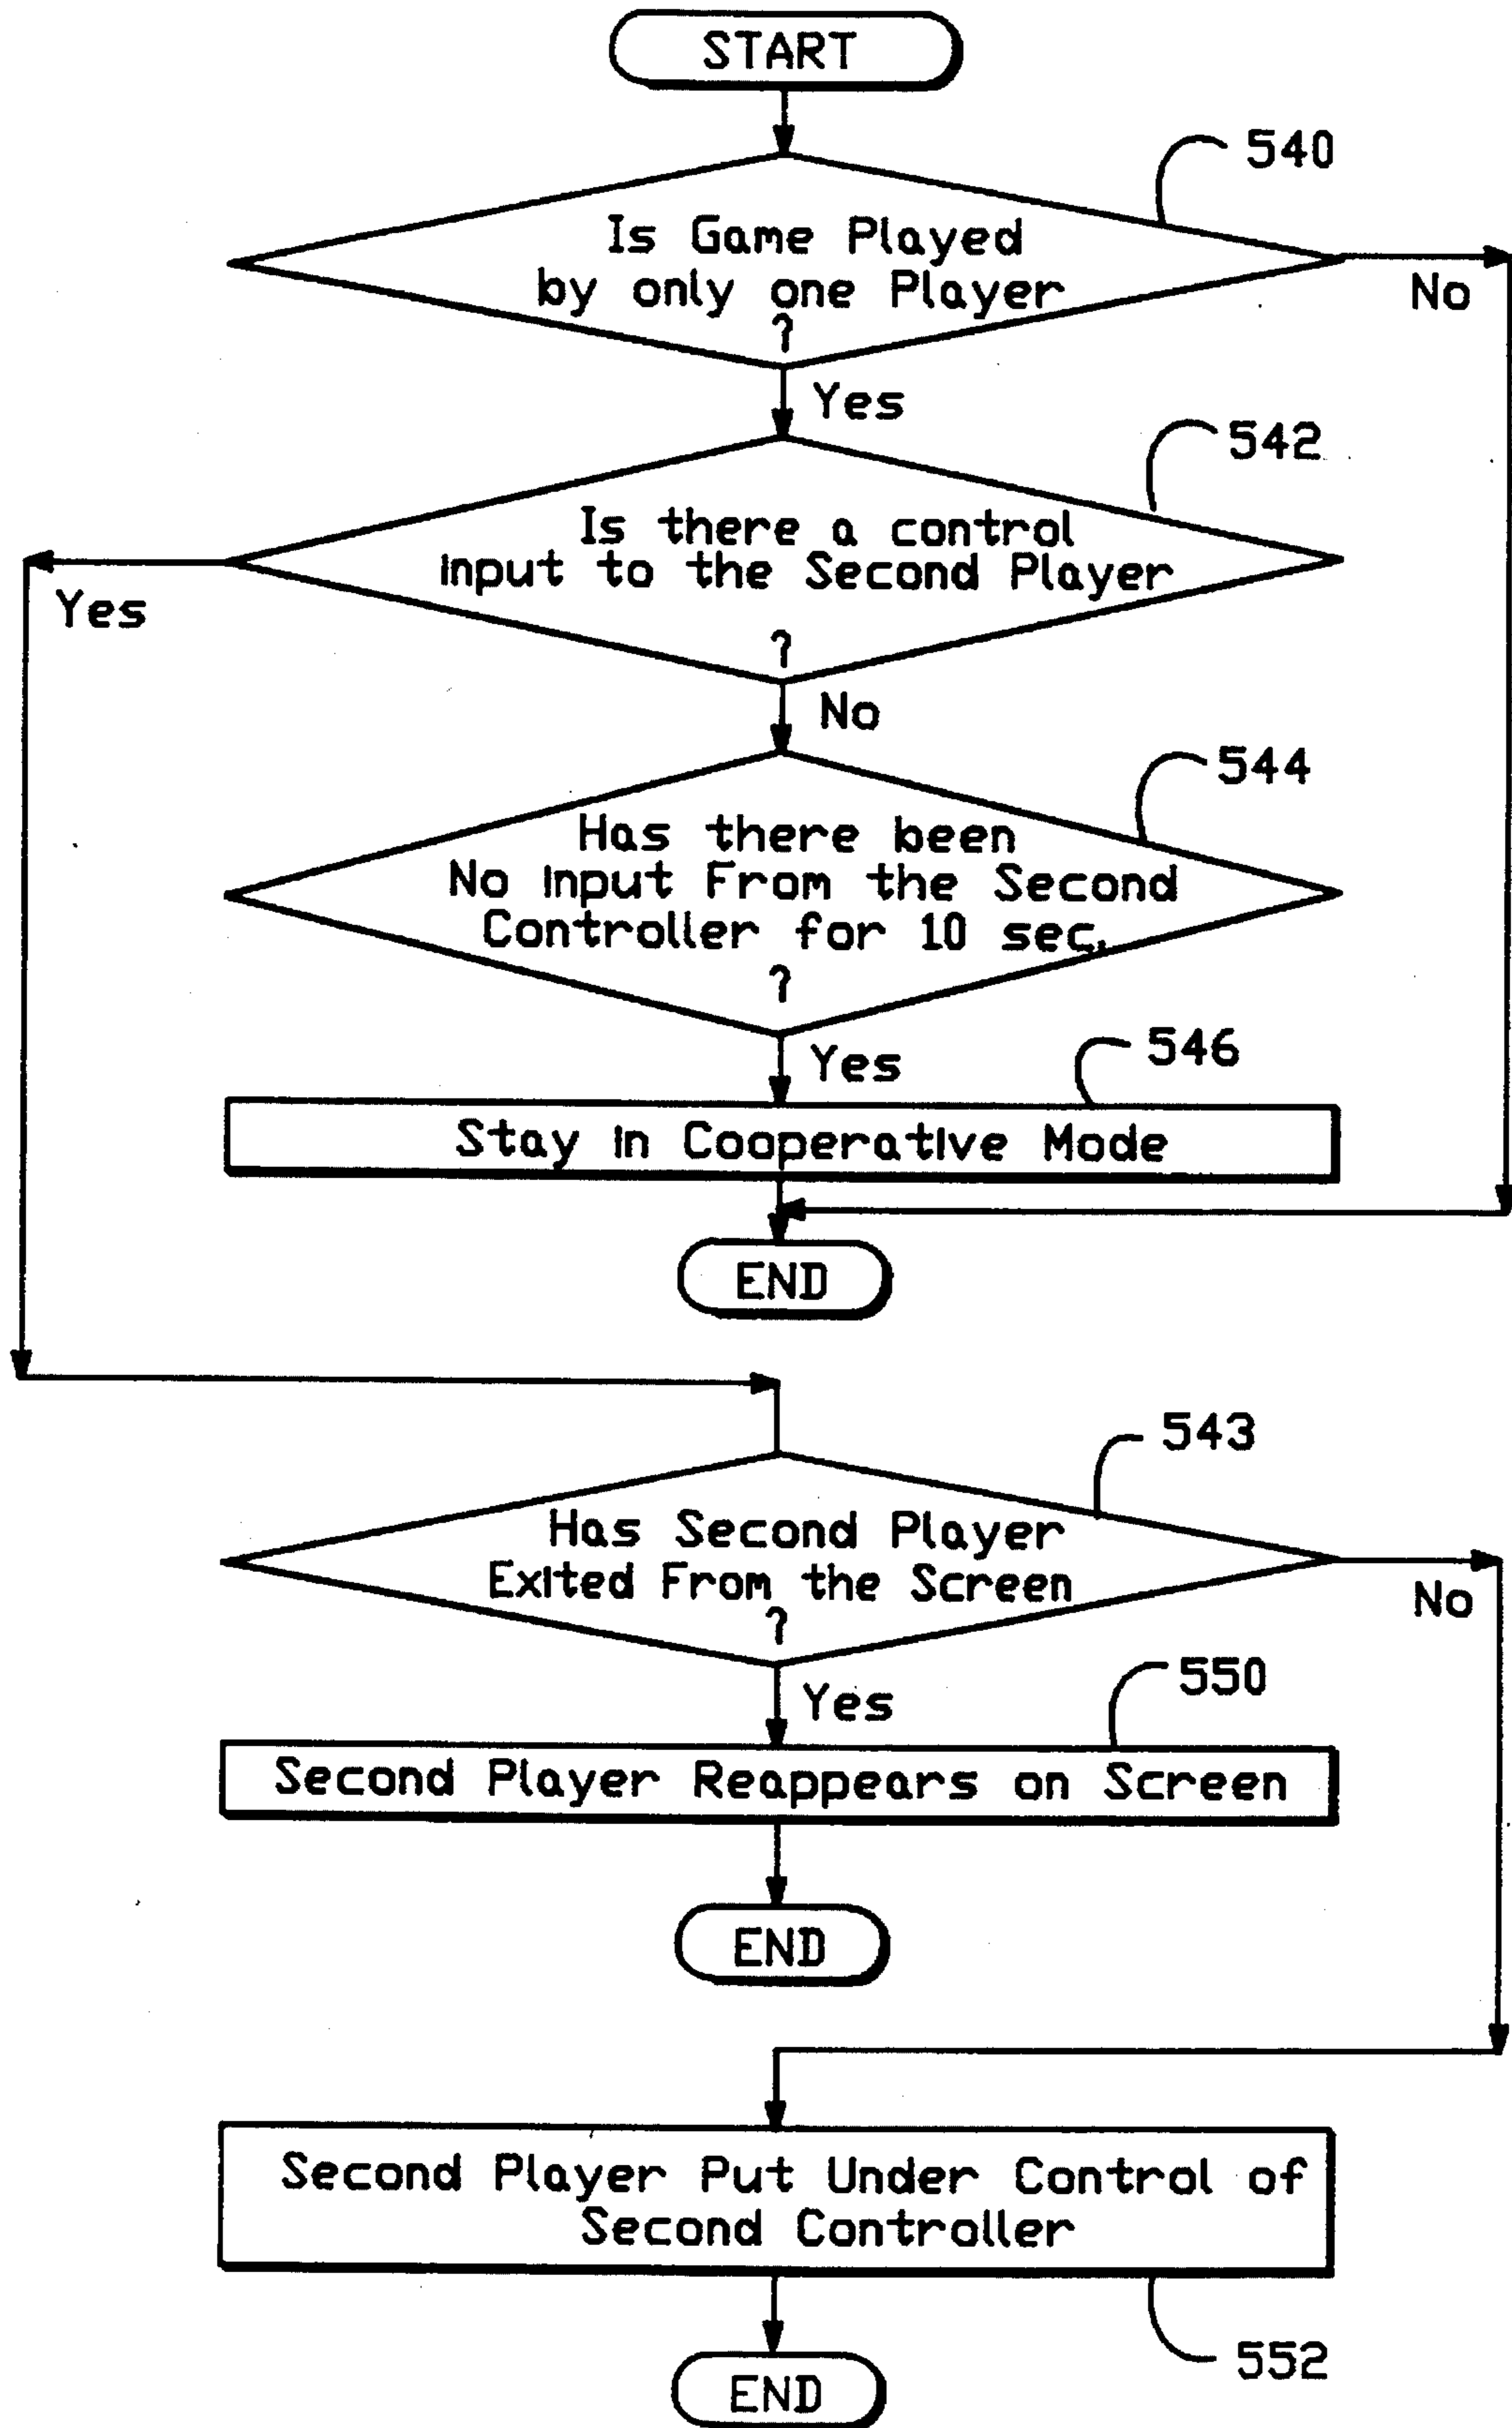 START
540
Is Game Played
by only one Player
?
No
Yes
542
Is there a control
input to the Second Player
?
Yes
No
544
Has there been
No input From the Second
Controller for 10 sec.
?
Yes
546
Stay in Cooperative Mode
END
543
Has Second Player
Exited From the Screen
?
No
Yes
550
Second Player Reappears on Screen
END
Second Player Put Under Control of
Second Controller
552
END